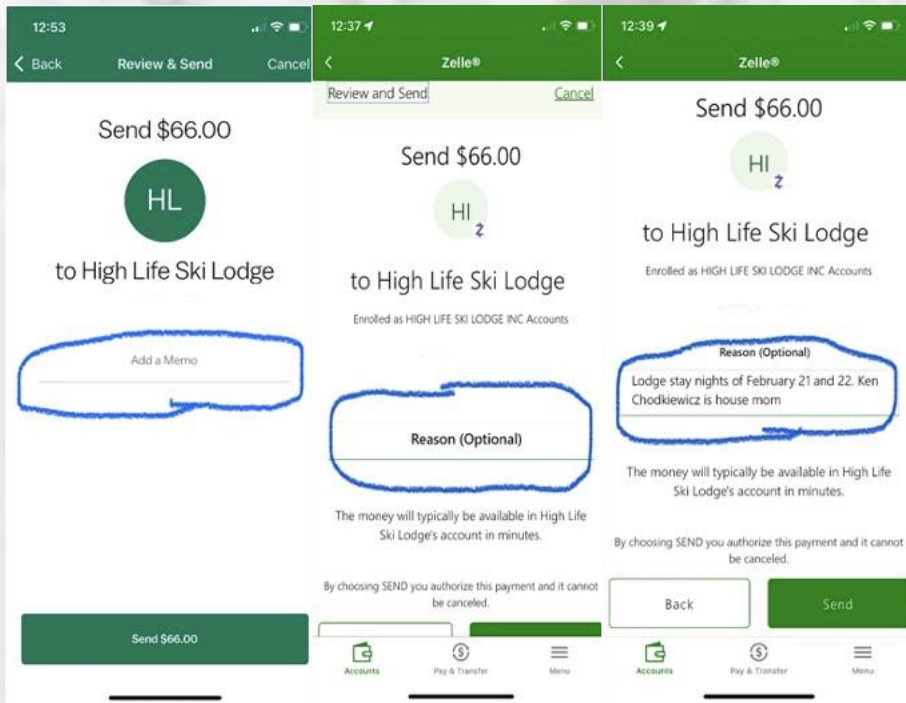 12:53
Back
Review & Send
Cancel
Send $66.00
HL
to High Life Ski Lodge
Add a Memo
Send $66.00
12:37
Zelle®
Review and Send
Cancel
Send $66.00
HI
to High Life Ski Lodge
Enrolled as HIGH LIFE SKI LODGE INC Accounts
Reason (Optional)
The money will typically be available in High Life
Ski Lodge's account in minutes.
By choosing SEND you authorize this payment and it cannot
be canceled.
Accounts
Pay & Transfer
Menu
12:39
Zelle®
Send $66.00
HI
to High Life Ski Lodge
Enrolled as HIGH LIFE SKI LODGE INC Accounts
Reason (Optional)
Lodge stay nights of February 21 and 22. Ken
Chodkiewicz is house mom
The money will typically be available in High Life
Ski Lodge's account in minutes.
By choosing SEND you authorize this payment and it cannot
be canceled.
Back
Send
Accounts
Pay & Transfer
Menu